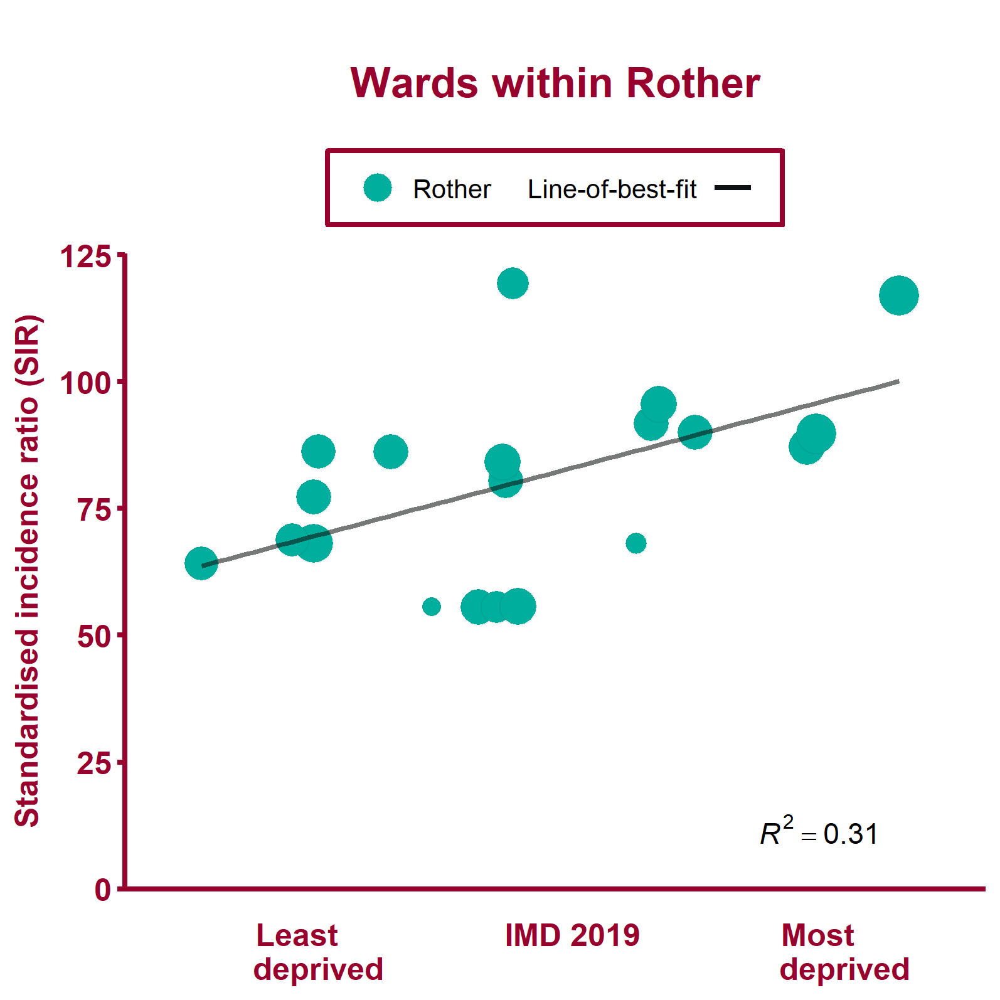 Wards within Rother
Rother Line-of-best-fit
Standardised incidence ratio (SIR)
125
100
75
50
25
0
R² = 0.31
Least deprived
IMD 2019
Most deprived